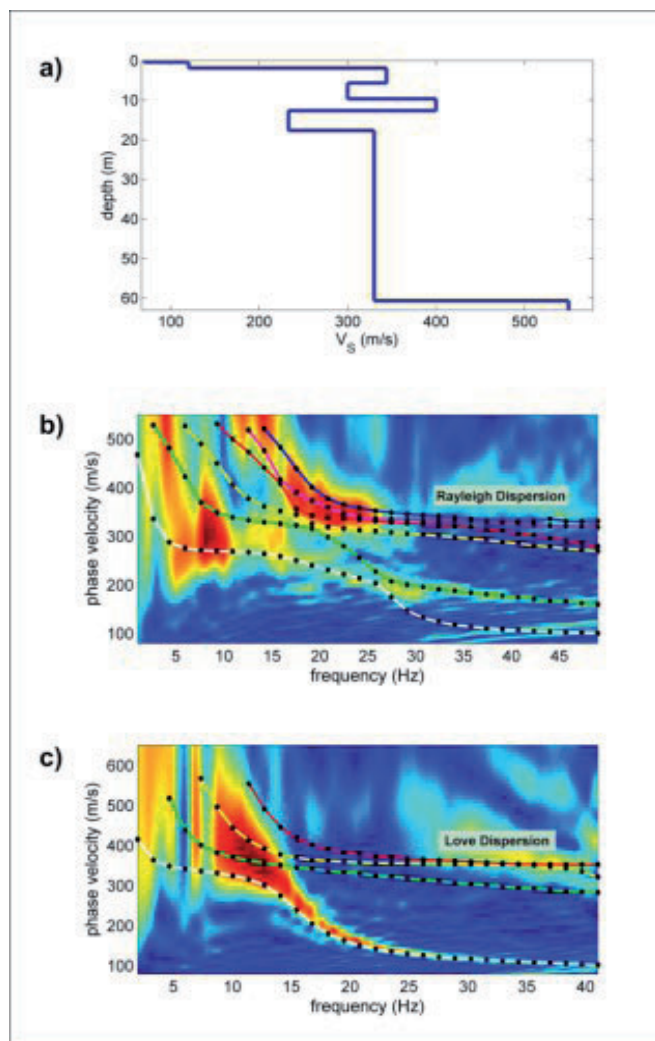 a)
0
10
20
30
40
50
60
depth (m)
100 200 300 400 500
V_S (m/s)
b)
500
400
300
200
100
phase velocity (m/s)
Rayleigh Dispersion
5 10 15 20 25 30 35 40 45
frequency (Hz)
c)
600
500
400
300
200
100
phase velocity (m/s)
Love Dispersion
5 10 15 20 25 30 35 40
frequency (Hz)